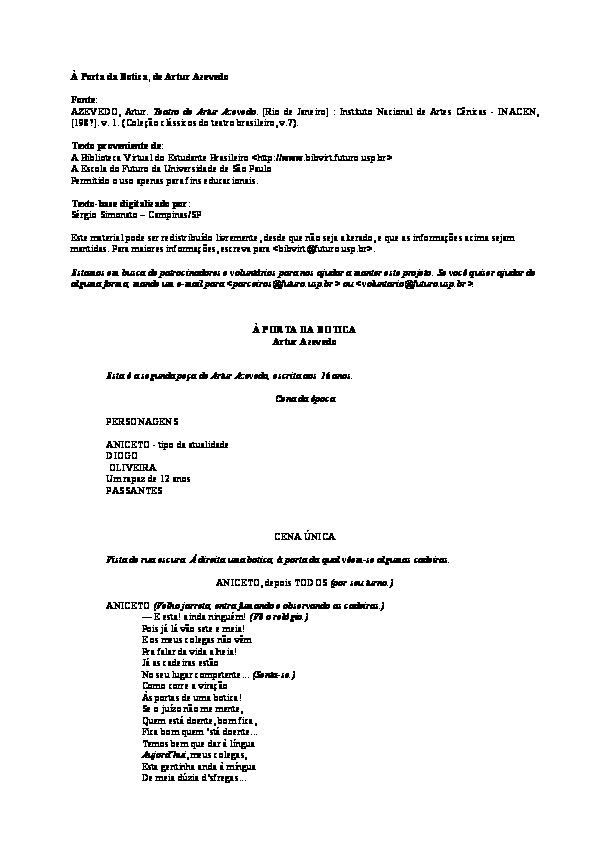 À Porta da Botica, de Artur Azevedo
Fonte:
AZEVEDO, Artur. Teatro de Artur Azevedo. [Rio de Janeiro] : Instituto Nacional de Artes Cênicas - INACEN,
[198?]. v. 1. (Coleção clássicos do teatro brasileiro, v.7).
Texto proveniente de:
A Biblioteca Virtual do Estudante Brasileiro <http://www.bibvirt.futuro.usp.br>
A Escola do Futuro da Universidade de São Paulo
Permitido o uso apenas para fins educacionais.
Texto-base digitalizado por:
Sérgio Simonato – Campinas/SP
Este material pode ser redistribuído livremente, desde que não seja alterado, e que as informações acima sejam
mantidas. Para maiores informações, escreva para <bibvirt@futuro.usp.br>.
Estamos em busca de patrocinadores e voluntários para nos ajudar a manter este projeto. Se você quiser ajudar de
alguma forma, mande um e-mail para <parceiros@futuro.usp.br> ou <voluntario@futuro.usp.br>
À PORTA DA BOTICA
Artur Azevedo
Esta é a segunda peça de Artur Azevedo, escrita aos 16 anos.
Cena da época
PERSONAGENS
ANICETO - tipo da atualidade
DIOGO
OLIVEIRA
Um rapaz de 12 anos
PASSANTES
CENA ÚNICA
Vista de rua escura. À direita uma botica, à porta da qual vêem-se algumas cadeiras.
ANICETO, depois TODOS (por seu turno.)
ANICETO (Velho jarreta, entra fumando e observando as cadeiras.)
— E esta! ainda ninguém! (Vê o relógio.)
Pois já lá vão sete e meia!
E os meus colegas não vêm
Pra falar da vida alheia!
Já as cadeiras estão
No seu lugar competente... (Senta-se.)
Como corre a viração
Às portas de uma botica!
Se o juízo não me mente,
Quem está doente, bom fica,
Fica bom quem 'stá doente...
Temos bem que dar à língua
Aujord'hui, meus colegas,
Esta gentinha anda à míngua
De meia dúzia d'sfregas...